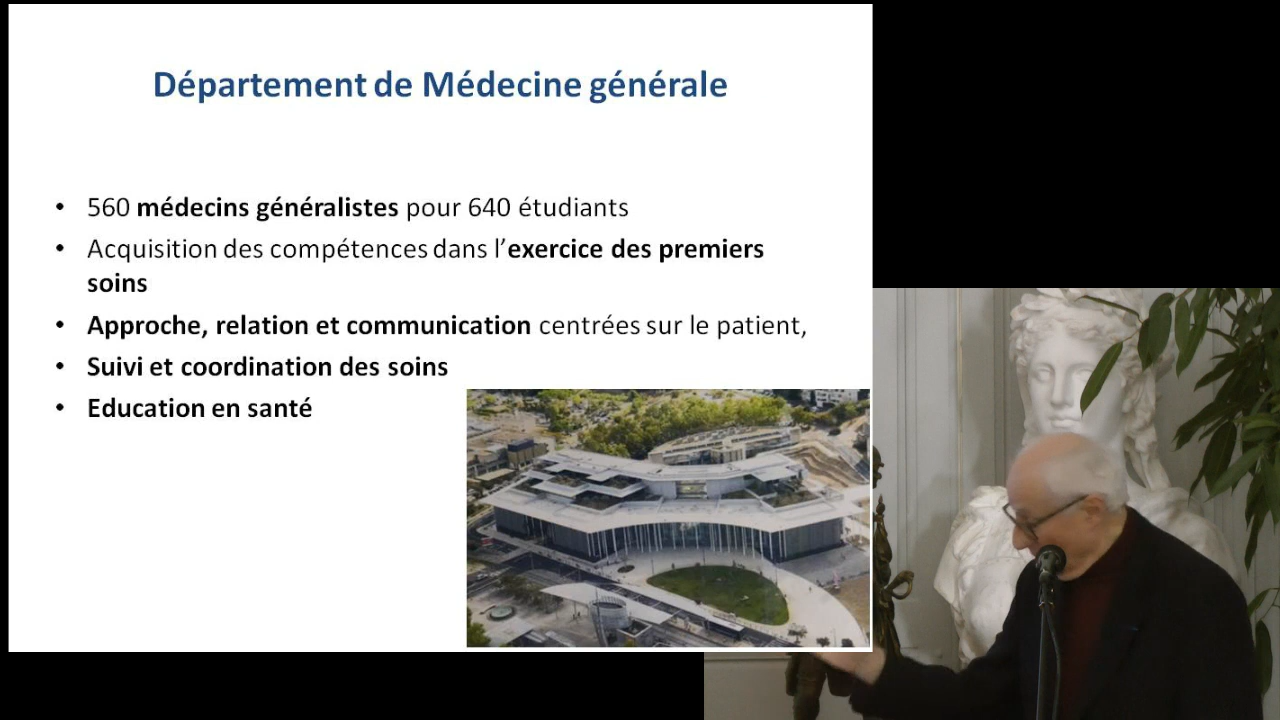 Département de Médecine générale
• 560 médecins généralistes pour 640 étudiants
• Acquisition des compétences dans l’exercice des premiers
soins
• Approche, relation et communication centrées sur le patient,
• Suivi et coordination des soins
• Education en santé